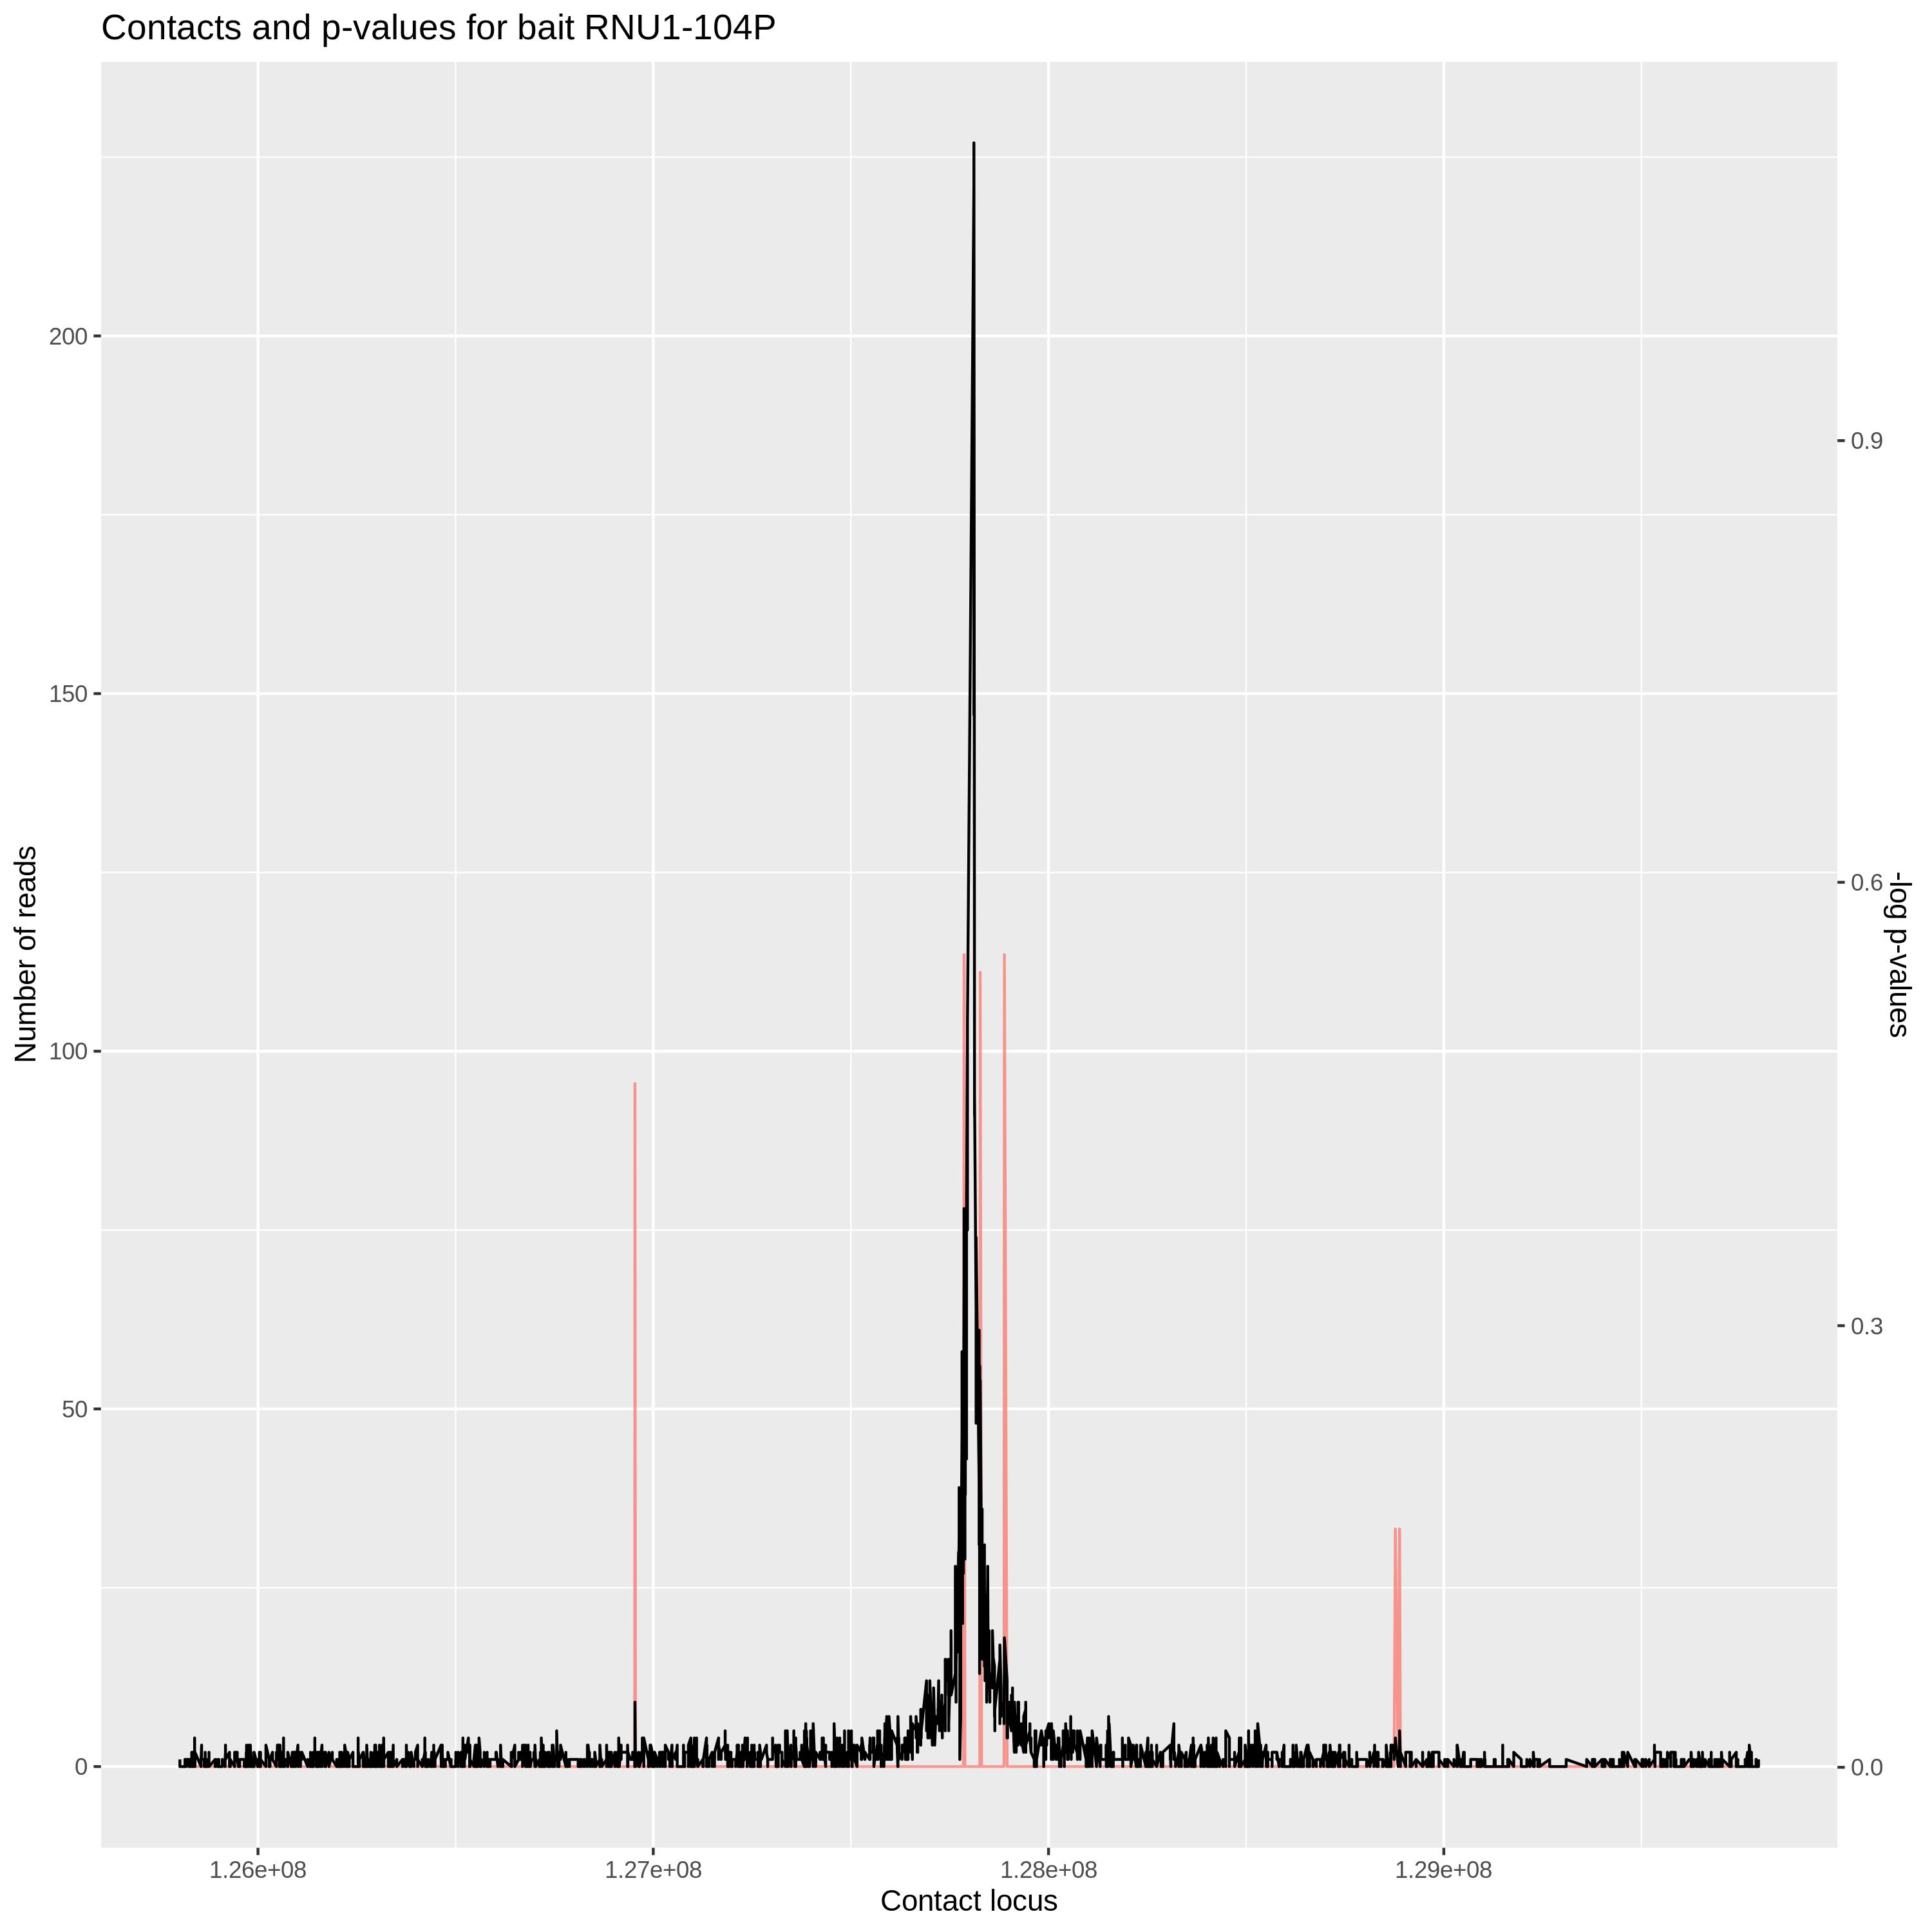 Contacts and p-values for bait RNU1-104P
Number of reads
200
150
100
50
0
0.9
0.6
0.3
0.0
-log p-values
1.26e+08
1.27e+08
1.28e+08
1.29e+08
Contact locus